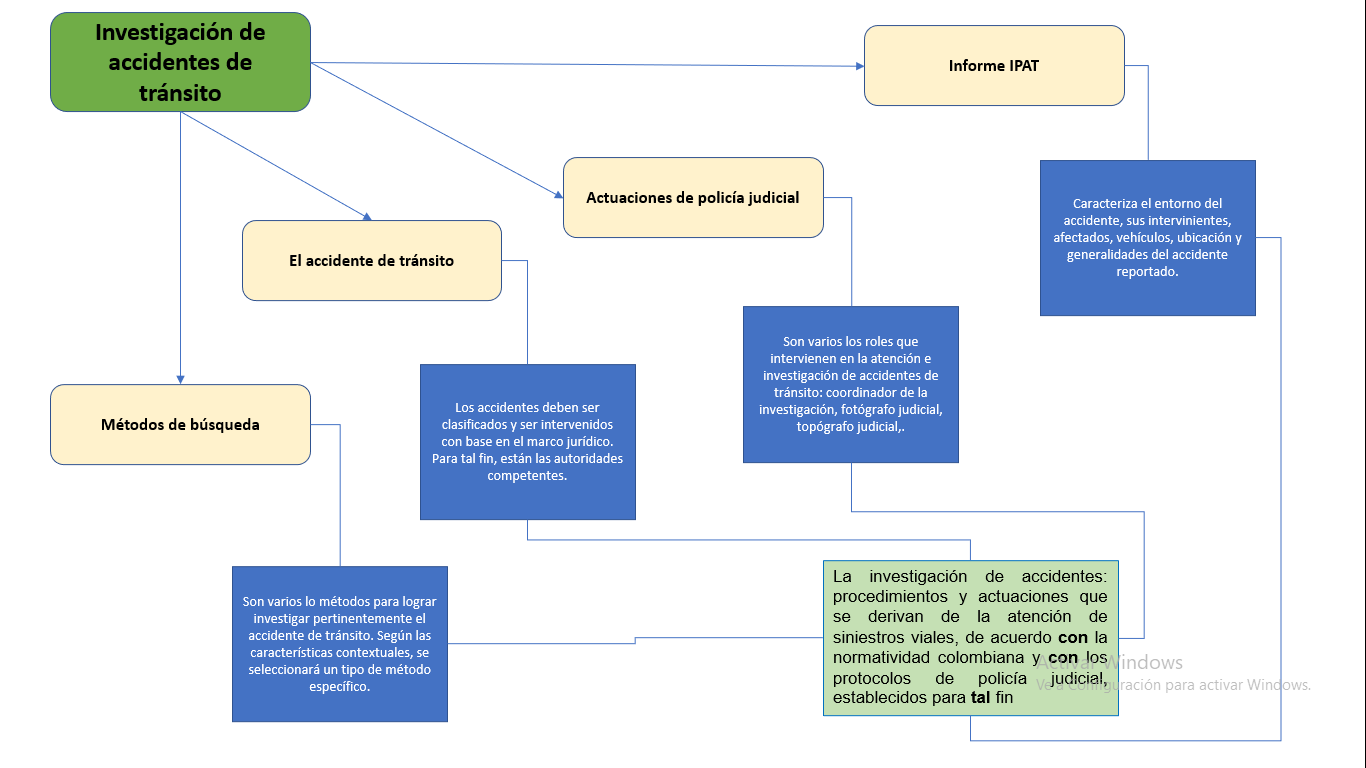 Investigación de
accidentes de
tránsito
Informe IPAT
Actuaciones de policía judicial
Caracteriza el entorno del
accidente, sus intervinientes,
afectados, vehículos, ubicación y
generalidades del accidente
reportado.
El accidente de tránsito
Son varios los roles que
intervienen en la atención e
investigación de accidentes de
tránsito: coordinador de la
investigación, fotógrafo judicial,
topógrafo judicial,.
Métodos de búsqueda
Los accidentes deben ser
clasificados y ser intervenidos
con base en el marco jurídico.
Para tal fin, están las autoridades
competentes.
Son varios lo métodos para lograr
investigar pertinentemente el
accidente de tránsito. Según las
características contextuales, se
seleccionará un tipo de método
específico.
La investigación de accidentes:
procedimientos y actuaciones que
se derivan de la atención de
siniestros viales, de acuerdo con la
normatividad colombiana y con los
protocolos de policía judicial,
establecidos para tal fin
Activar Windows
Ve a Configuración para activar Windows.